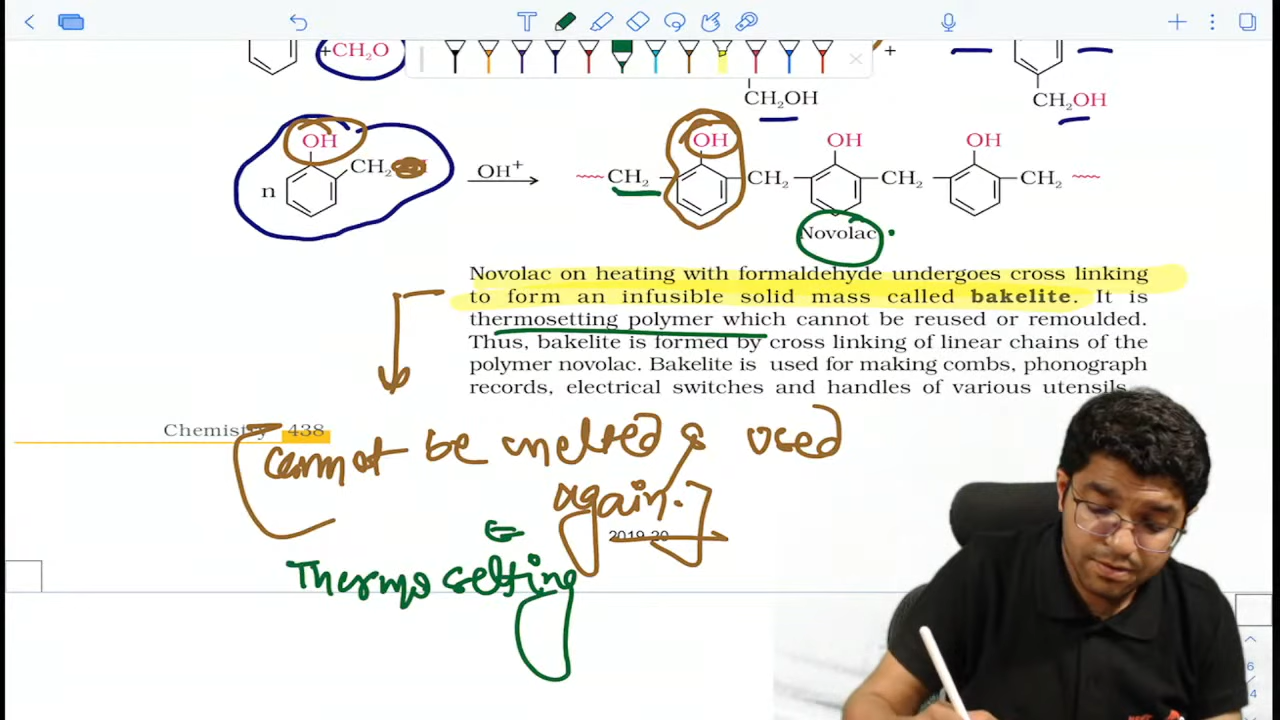 T
+CH₂O
+
CH₂OH
CH₂OH
OH
OH
OH
OH
n
CH₂
OH⁺
CH₂
CH₂
CH₂
CH₂
Novolac
Novolac on heating with formaldehyde undergoes cross linking
to form an infusible solid mass called bakelite. It is
thermosetting polymer which cannot be reused or remoulded.
Thus, bakelite is formed by cross linking of linear chains of the
polymer novolac. Bakelite is used for making combs, phonograph
records, electrical switches and handles of various utensils
Chemistry 438
cannot be melted & used
again.
2019-20
Thermosetting
6